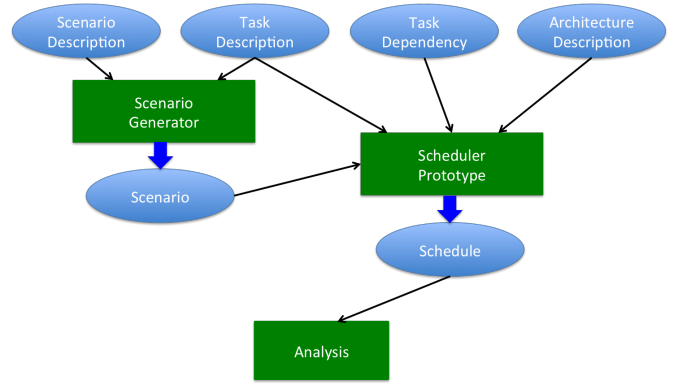 Scenario
Description
Task
Description
Task
Dependency
Architecture
Description
Scenario
Generator
Scheduler
Prototype
Scenario
Schedule
Analysis